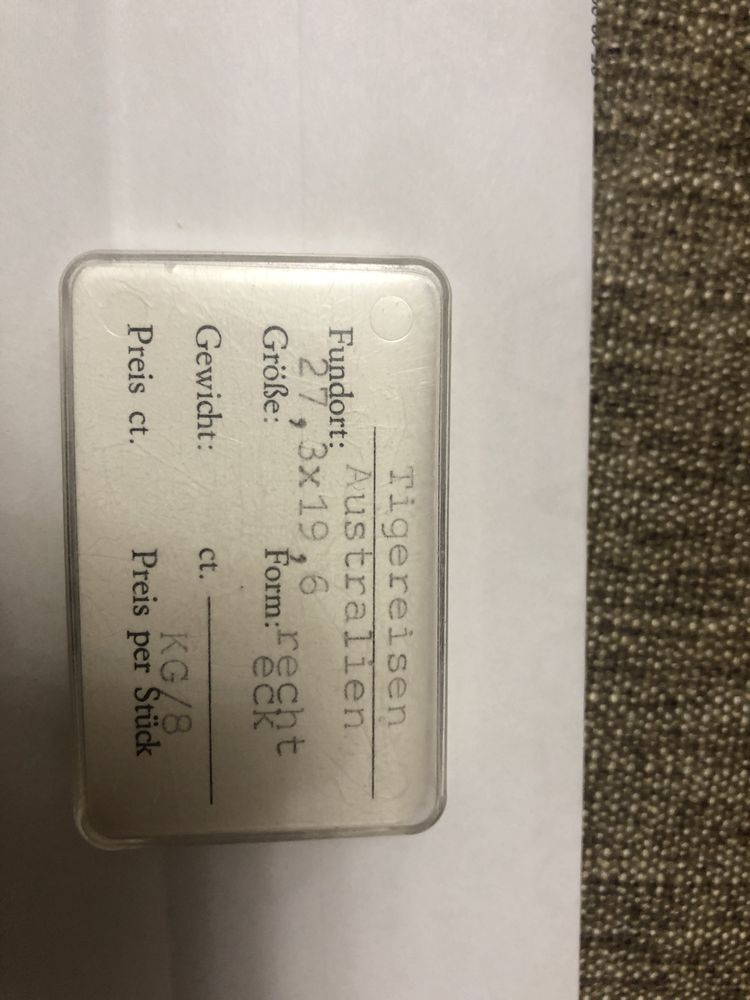 Tigereisen
Fundort: Australien
27,3x19,6
Größe: Form: recht
eck
Gewicht: ct.
KG/8
Preis ct. Preis per Stück